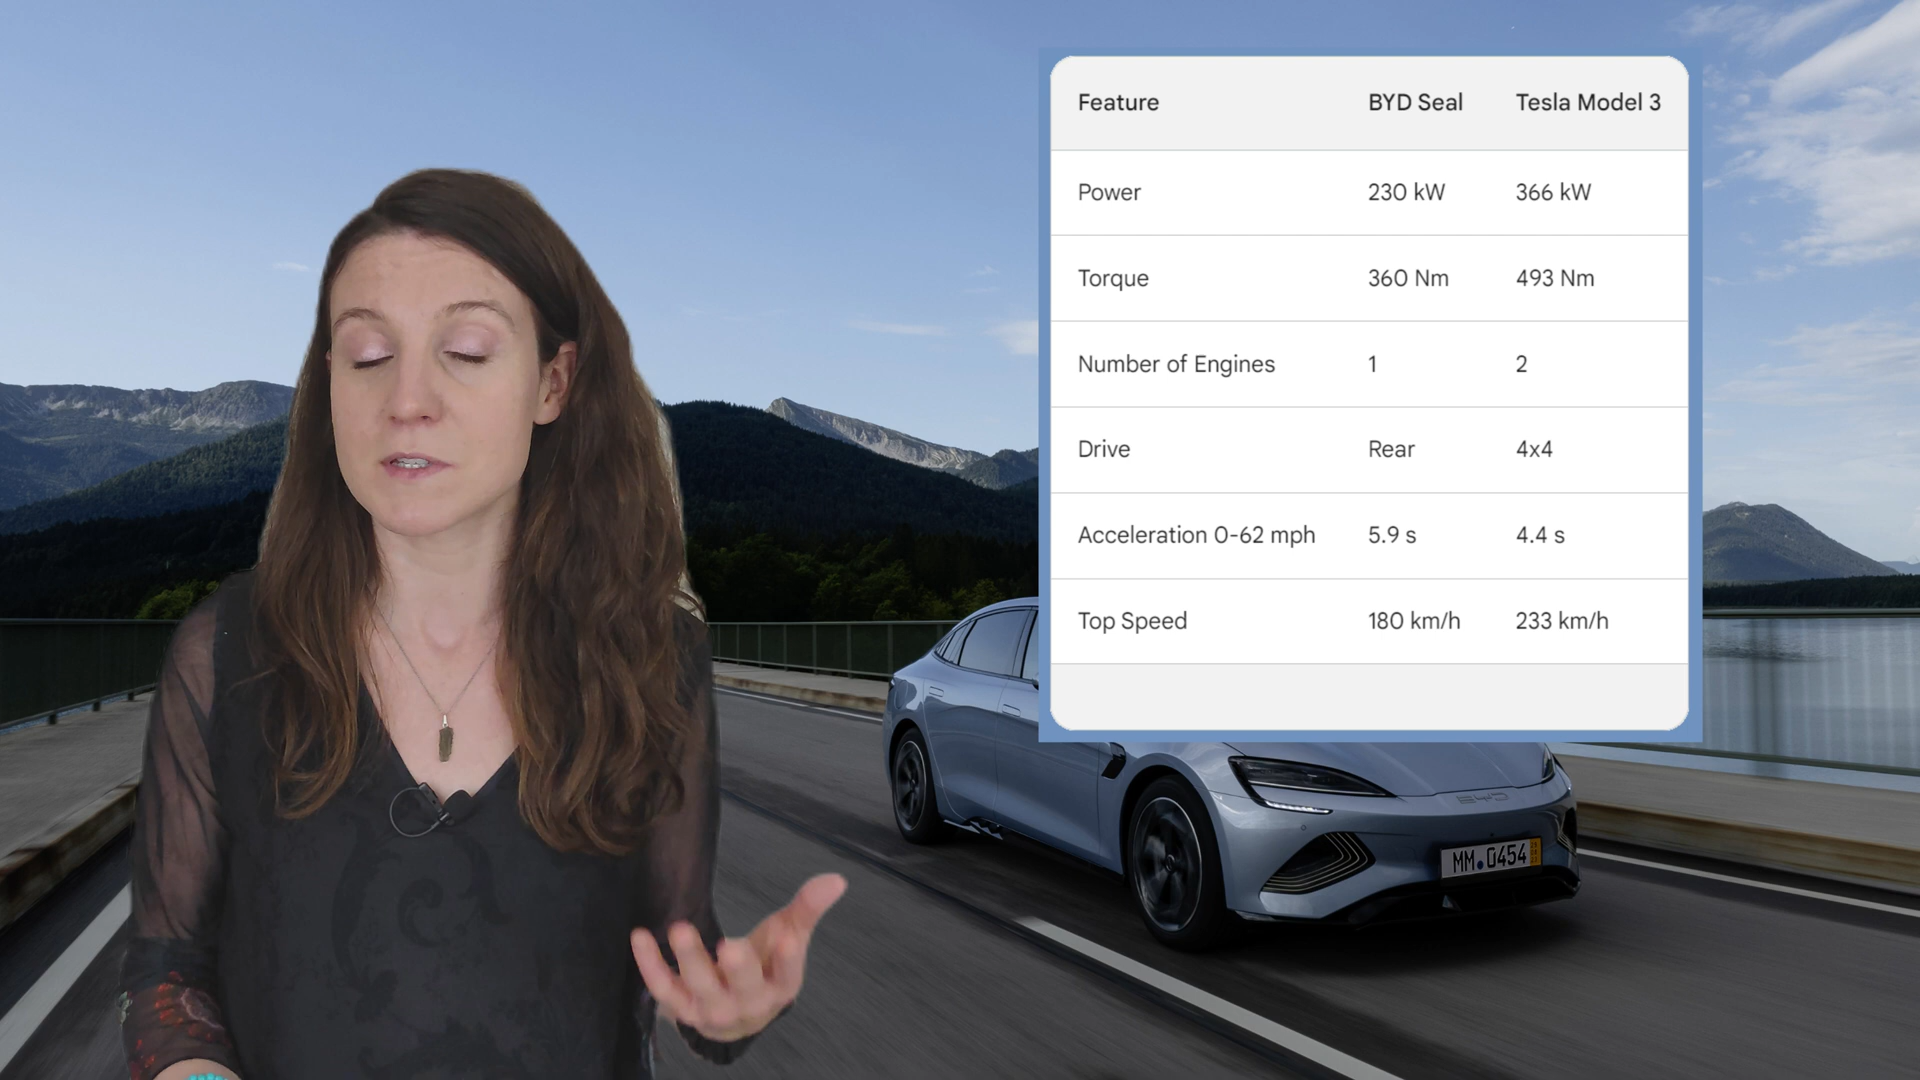 Feature BYD Seal Tesla Model 3
Power 230 kW 366 kW
Torque 360 Nm 493 Nm
Number of Engines 1 2
Drive Rear 4x4
Acceleration 0-62 mph 5.9 s 4.4 s
Top Speed 180 km/h 233 km/h
BYD
MM 0454